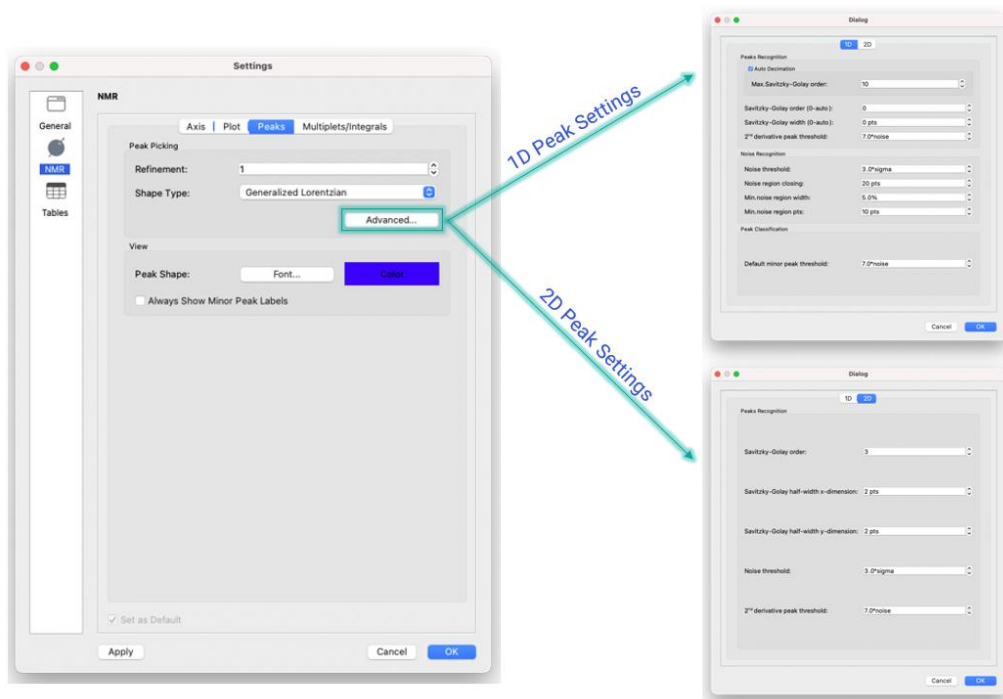 Settings
General
NMR
Tables
NMR
Axis | Plot Peaks Multiplets/Integrals
Peak Picking
Refinement: 1
Shape Type: Generalized Lorentzian
Advanced...
View
Peak Shape: Font... Color
Always Show Minor Peak Labels
Set as Default
Apply Cancel OK
1D Peak Settings
2D Peak Settings
Dialog
1D 2D
Peaks Recognition
Auto Decimation
Max.Savitzky-Golay order: 10
Savitzky-Golay order (0-auto): 0
Savitzky-Golay width (0-auto): 0 pts
2nd derivative peak threshold: 7.0*noise
Noise Recognition
Noise threshold: 3.0*sigma
Noise region closing: 20 pts
Min.noise region width: 5.0%
Min.noise region pts: 10 pts
Peak Classification
Default minor peak threshold: 7.0*noise
Cancel OK
Dialog
1D 2D
Peaks Recognition
Savitzky-Golay order: 3
Savitzky-Golay half-width x-dimension: 2 pts
Savitzky-Golay half-width y-dimension: 2 pts
Noise threshold: 3.0*sigma
2nd derivative peak threshold: 7.0*noise
Cancel OK